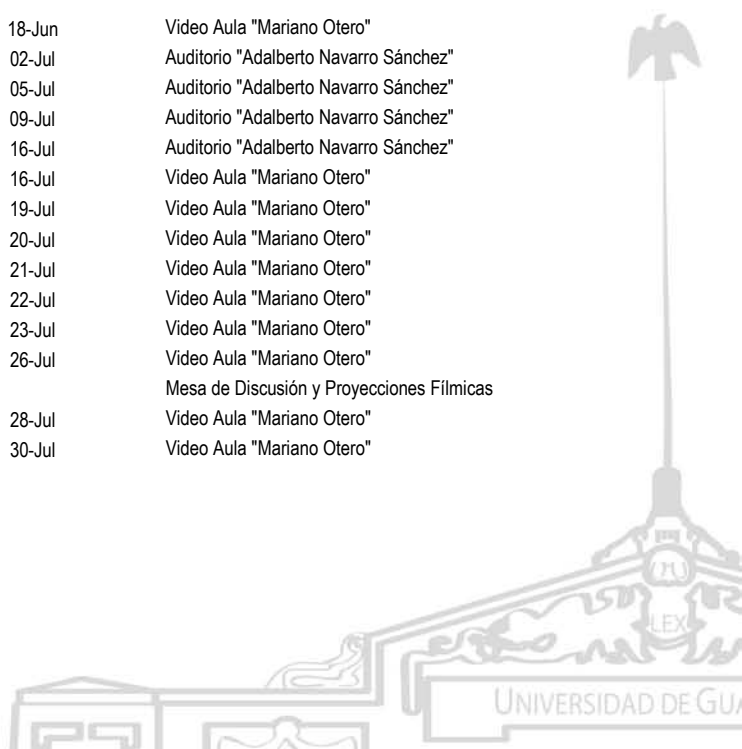 18-Jun Video Aula "Mariano Otero"
02-Jul Auditorio "Adalberto Navarro Sánchez"
05-Jul Auditorio "Adalberto Navarro Sánchez"
09-Jul Auditorio "Adalberto Navarro Sánchez"
16-Jul Auditorio "Adalberto Navarro Sánchez"
16-Jul Video Aula "Mariano Otero"
19-Jul Video Aula "Mariano Otero"
20-Jul Video Aula "Mariano Otero"
21-Jul Video Aula "Mariano Otero"
22-Jul Video Aula "Mariano Otero"
23-Jul Video Aula "Mariano Otero"
26-Jul Video Aula "Mariano Otero"
Mesa de Discusión y Proyecciones Fílmicas
28-Jul Video Aula "Mariano Otero"
30-Jul Video Aula "Mariano Otero"
LEX
UNIVERSIDAD DE GUA